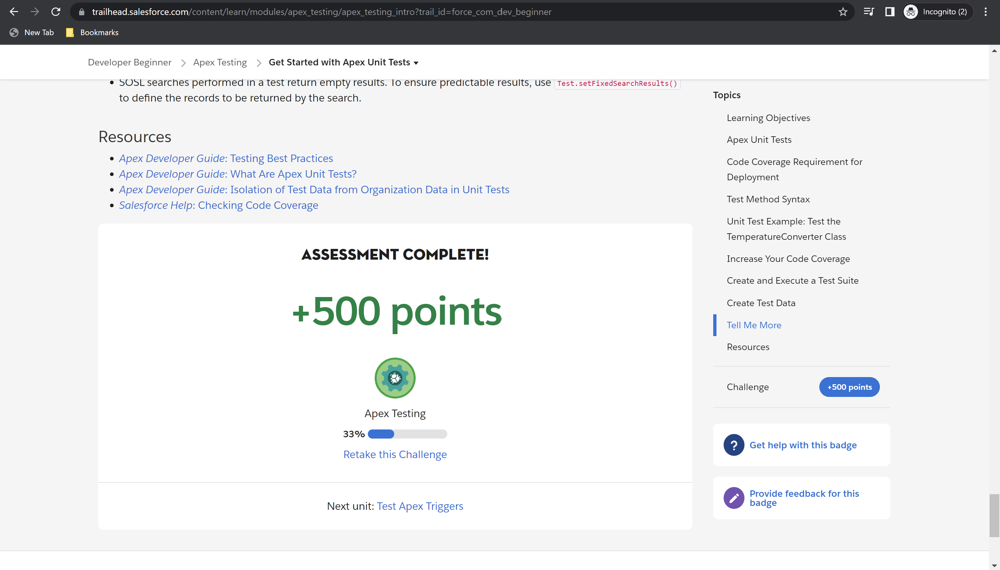 trailhead.salesforce.com/content/learn/modules/apex_testing/apex_testing_intro?trail_id=force_com_dev_beginner
Incognito (2)
New Tab
Bookmarks
Developer Beginner
Apex Testing
Get Started with Apex Unit Tests
SOSL searches performed in a test return empty results. To ensure predictable results, use Test.setFixedSearchResults()
to define the records to be returned by the search.
Resources
Apex Developer Guide: Testing Best Practices
Apex Developer Guide: What Are Apex Unit Tests?
Apex Developer Guide: Isolation of Test Data from Organization Data in Unit Tests
Salesforce Help: Checking Code Coverage
ASSESSMENT COMPLETE!
+500 points
Apex Testing
33%
Retake this Challenge
Next unit: Test Apex Triggers
Topics
Learning Objectives
Apex Unit Tests
Code Coverage Requirement for
Deployment
Test Method Syntax
Unit Test Example: Test the
TemperatureConverter Class
Increase Your Code Coverage
Create and Execute a Test Suite
Create Test Data
Tell Me More
Resources
Challenge
+500 points
?
Get help with this badge
Provide feedback for this
badge